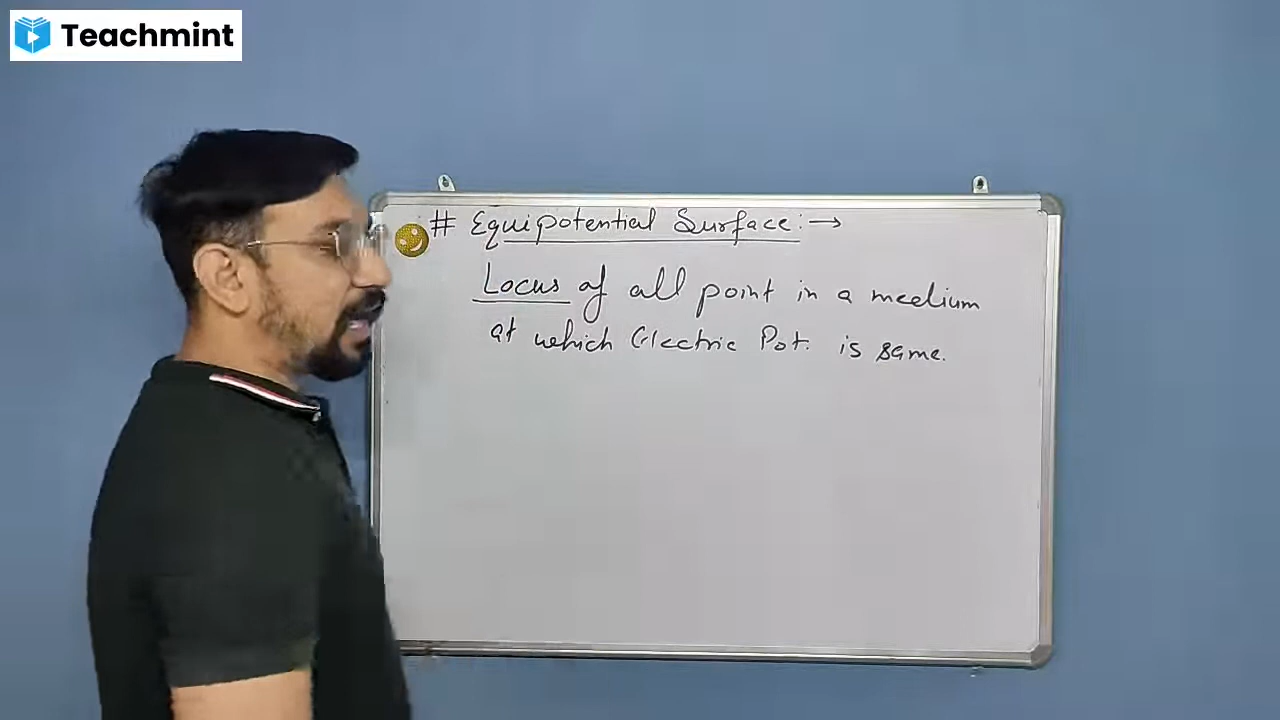 Teachmint
# Equipotential Surface:→
Locus of all point in a medium
at which Electric Pot. is same.